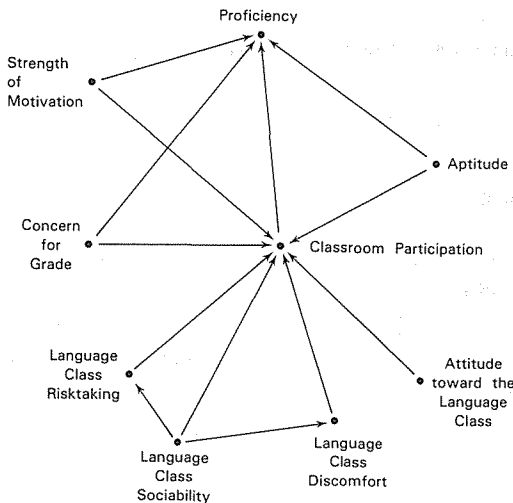 Proficiency
Strength
of
Motivation
Aptitude
Concern
for
Grade
Classroom Participation
Language
Class
Risktaking
Attitude
toward the
Language
Class
Language
Class
Sociability
Language
Class
Discomfort